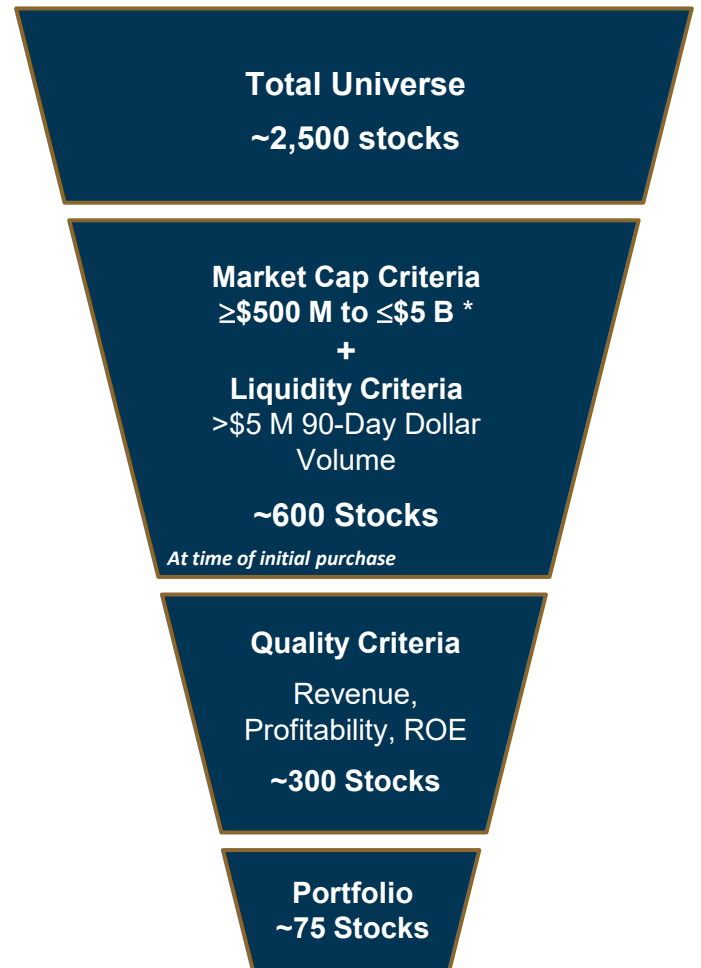 Total Universe
~2,500 stocks
Market Cap Criteria
≥$500 M to ≤$5 B *
+
Liquidity Criteria
>$5 M 90-Day Dollar
Volume
~600 Stocks
At time of initial purchase
Quality Criteria
Revenue,
Profitability, ROE
~300 Stocks
Portfolio
~75 Stocks